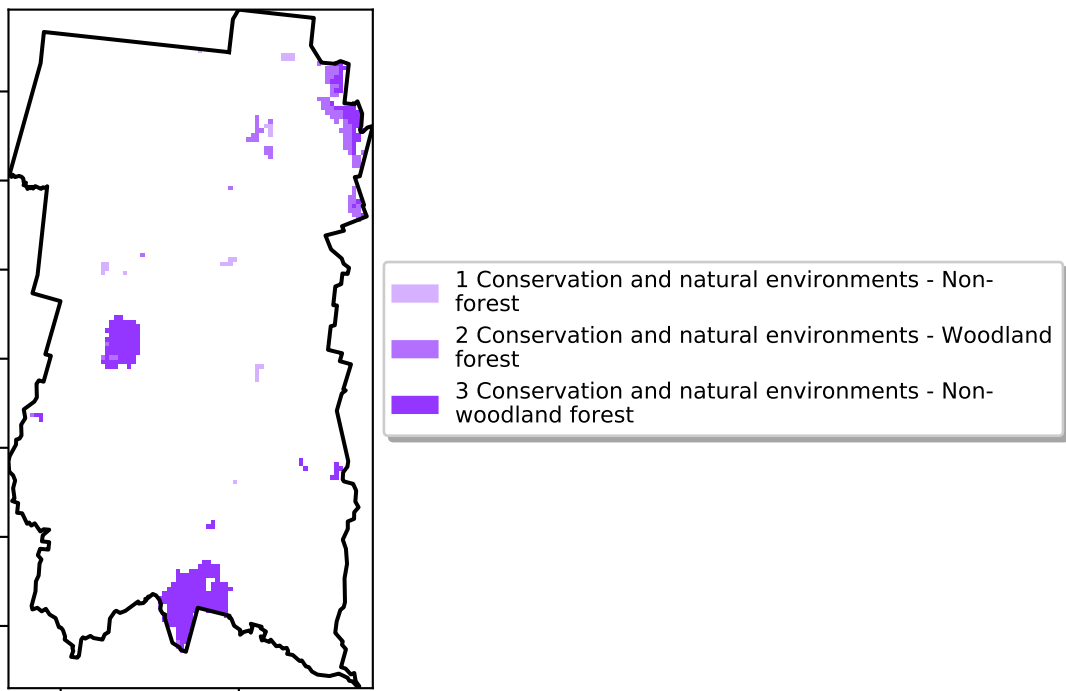 1 Conservation and natural environments - Non-
forest
2 Conservation and natural environments - Woodland
forest
3 Conservation and natural environments - Non-
woodland forest